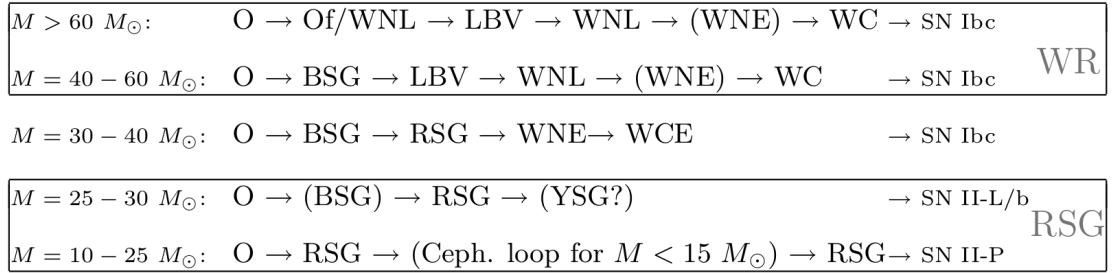 M > 60 M⊙: O → Of/WNL → LBV → WNL → (WNE) → WC → SN Ibc
WR
M = 40 − 60 M⊙: O → BSG → LBV → WNL → (WNE) → WC → SN Ibc
M = 30 − 40 M⊙: O → BSG → RSG → WNE→ WCE → SN Ibc
M = 25 − 30 M⊙: O → (BSG) → RSG → (YSG?) → SN II-L/b
RSG
M = 10 − 25 M⊙: O → RSG → (Ceph. loop for M < 15 M⊙) → RSG→ SN II-P